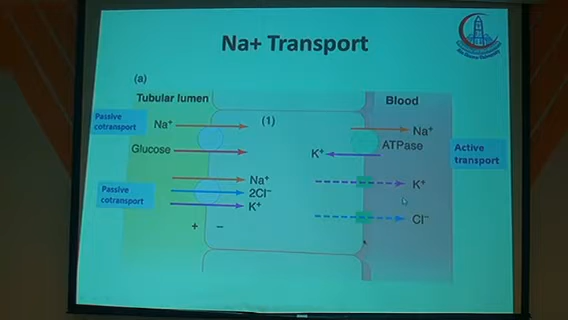 Na+ Transport
(a)
Tubular lumen
Blood
Passive
cotransport
Na⁺
(1)
Na⁺
Glucose
K⁺
ATPase
Active
transport
Passive
cotransport
Na⁺
2Cl⁻
K⁺
K⁺
Cl⁻
+ −